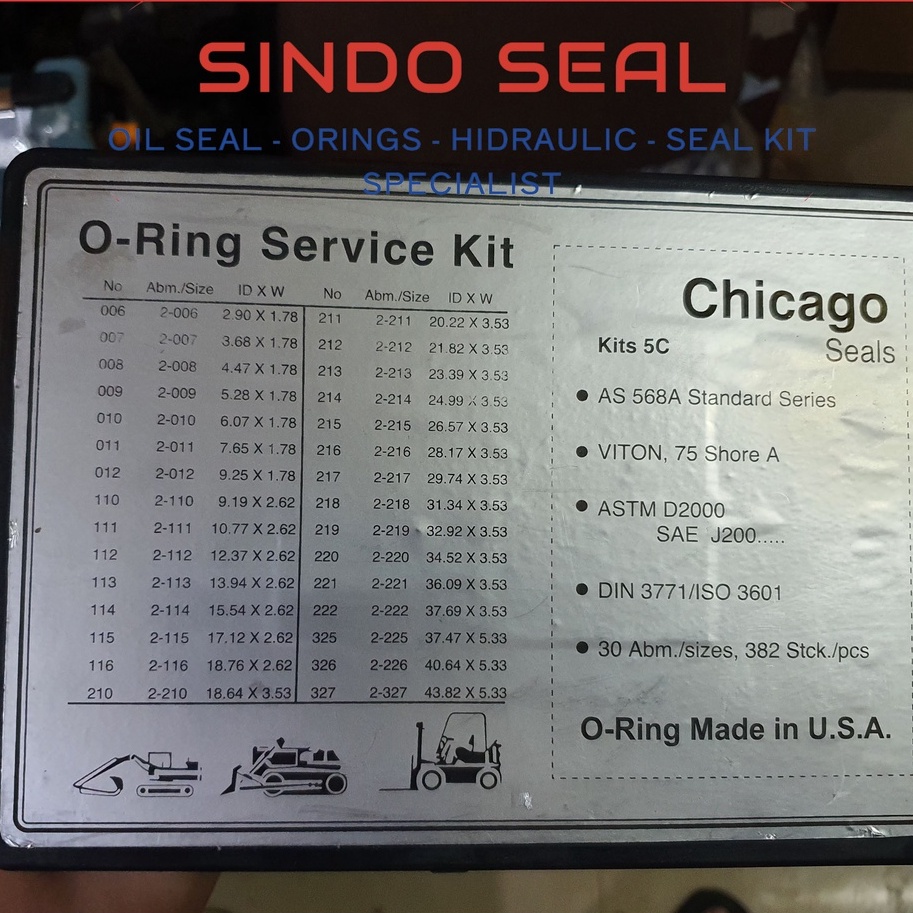 SINDO SEAL
OIL SEAL - ORINGS - HIDRAULIC - SEAL KIT
SPECIALIST
O-Ring Service Kit
No Abm./Size ID X W No Abm./Size ID X W
006 2-006 2.90 X 1.78 211 2-211 20.22 X 3.53
007 2-007 3.68 X 1.78 212 2-212 21.82 X 3.53
008 2-008 4.47 X 1.78 213 2-213 23.39 X 3.53
009 2-009 5.28 X 1.78 214 2-214 24.99 X 3.53
010 2-010 6.07 X 1.78 215 2-215 26.57 X 3.53
011 2-011 7.65 X 1.78 216 2-216 28.17 X 3.53
012 2-012 9.25 X 1.78 217 2-217 29.74 X 3.53
110 2-110 9.19 X 2.62 218 2-218 31.34 X 3.53
111 2-111 10.77 X 2.62 219 2-219 32.92 X 3.53
112 2-112 12.37 X 2.62 220 2-220 34.52 X 3.53
113 2-113 13.94 X 2.62 221 2-221 36.09 X 3.53
114 2-114 15.54 X 2.62 222 2-222 37.69 X 3.53
115 2-115 17.12 X 2.62 325 2-225 37.47 X 5.33
116 2-116 18.76 X 2.62 326 2-226 40.64 X 5.33
210 2-210 18.64 X 3.53 327 2-327 43.82 X 5.33
Chicago
Kits 5C Seals
● AS 568A Standard Series
● VITON, 75 Shore A
● ASTM D2000
SAE J200.....
● DIN 3771/ISO 3601
● 30 Abm./sizes, 382 Stck./pcs
O-Ring Made in U.S.A.